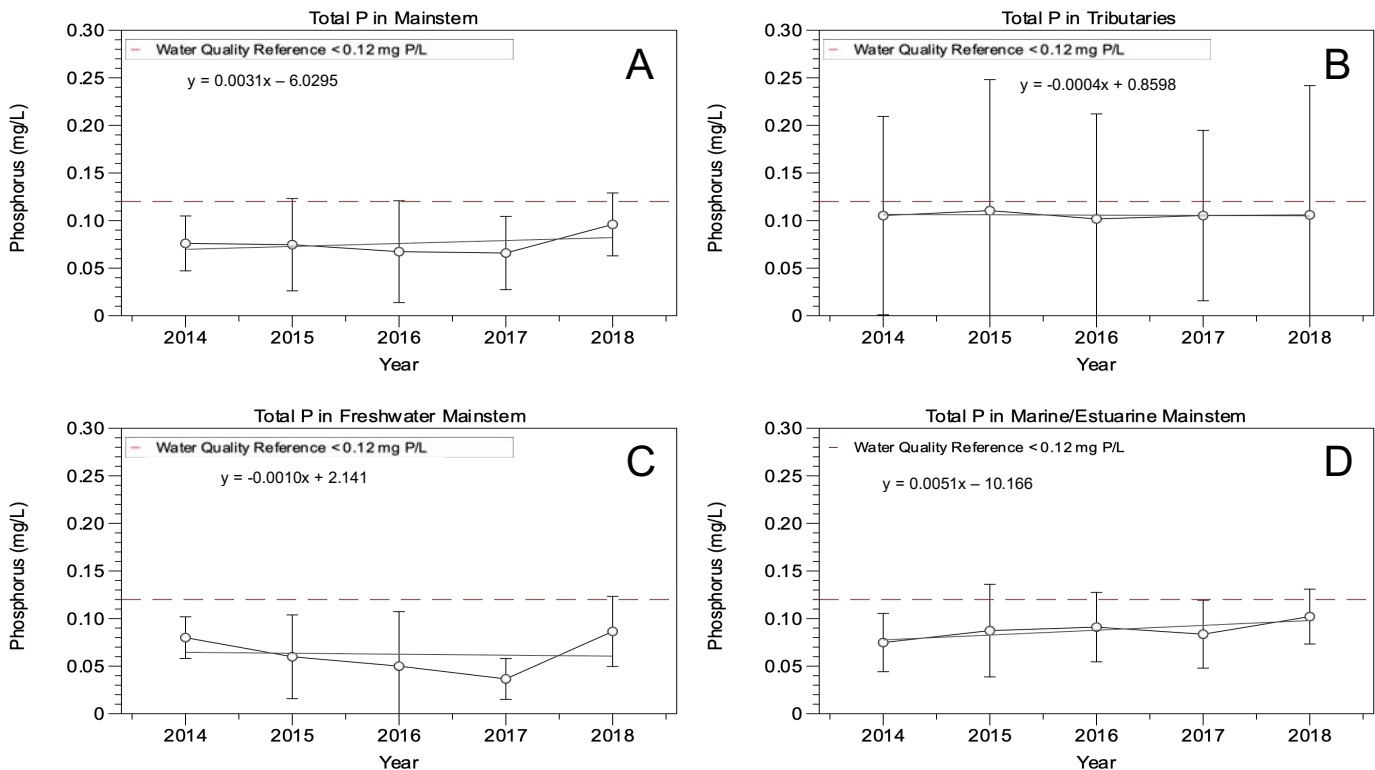 Total P in Mainstem
Water Quality Reference <0.12 mg P/L
A
y = 0.0031x – 6.0295
Phosphorus (mg/L)
0.30
0.25
0.20
0.15
0.10
0.05
0
2014 2015 2016 2017 2018
Year
Total P in Tributaries
Water Quality Reference <0.12 mg P/L
B
y = -0.0004x + 0.8598
Phosphorus (mg/L)
0.30
0.25
0.20
0.15
0.10
0.05
0
2014 2015 2016 2017 2018
Year
Total P in Freshwater Mainstem
Water Quality Reference <0.12 mg P/L
C
y = -0.0010x + 2.141
Phosphorus (mg/L)
0.30
0.25
0.20
0.15
0.10
0.05
0
2014 2015 2016 2017 2018
Year
Total P in Marine/Estuarine Mainstem
Water Quality Reference <0.12 mg P/L
D
y = 0.0051x – 10.166
Phosphorus (mg/L)
0.30
0.25
0.20
0.15
0.10
0.05
0
2014 2015 2016 2017 2018
Year